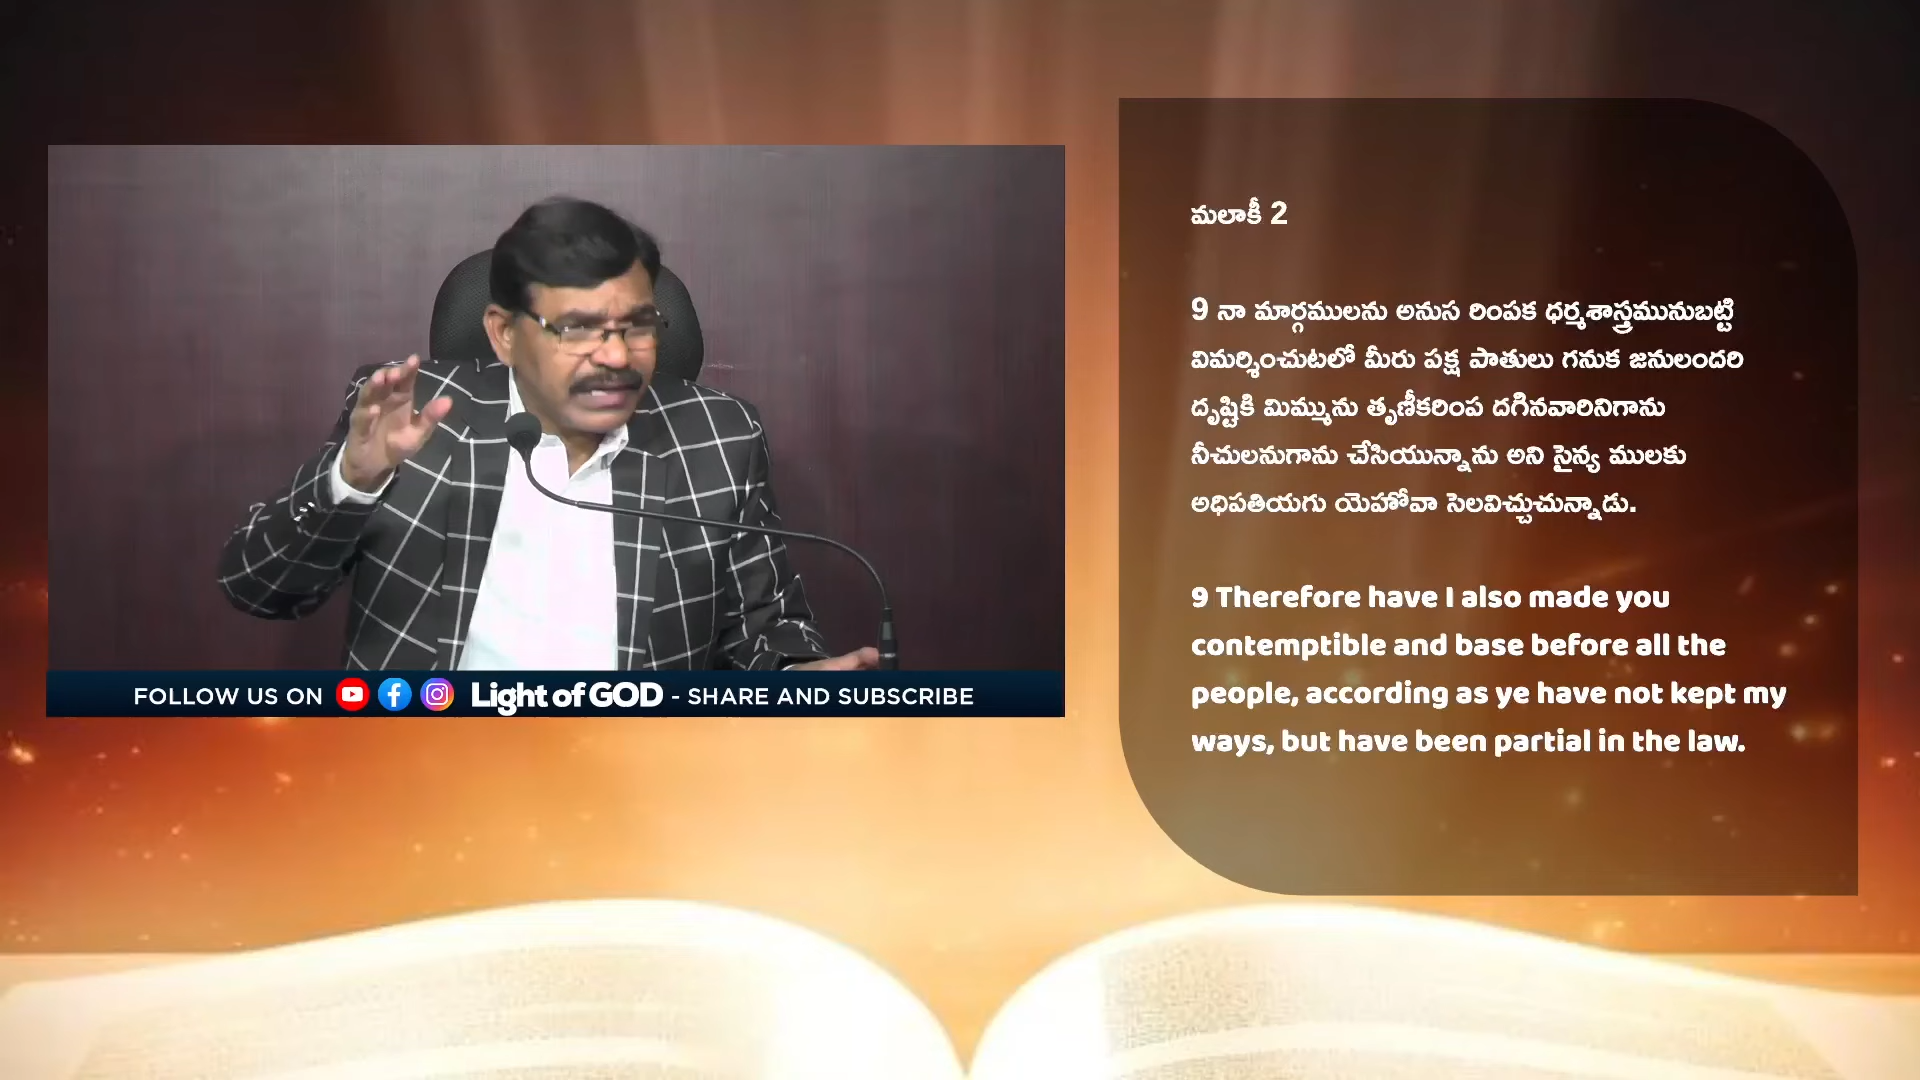 మలాకీ 2
9 నా మార్గములను అనుస రింపక ధర్మశాస్త్రమునుబట్టి
విమర్శించుటలో మీరు పక్ష పాతులు గనుక జనులందరి
దృష్టికి మిమ్మును తృణీకరింప దగినవారినిగాను
నీచులనుగాను చేసియున్నాను అని సైన్య ములకు
అధిపతియగు యెహోవా సెలవిచ్చుచున్నాడు.
9 Therefore have I also made you
contemptible and base before all the
people, according as ye have not kept my
ways, but have been partial in the law.
FOLLOW US ON Light of GOD - SHARE AND SUBSCRIBE